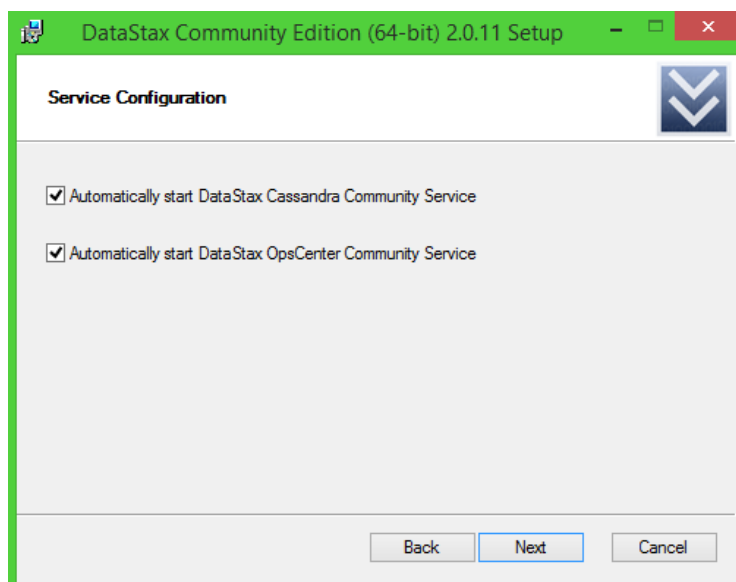 DataStax Community Edition (64-bit) 2.0.11 Setup
Service Configuration
Automatically start DataStax Cassandra Community Service
Automatically start DataStax OpsCenter Community Service
Back Next Cancel